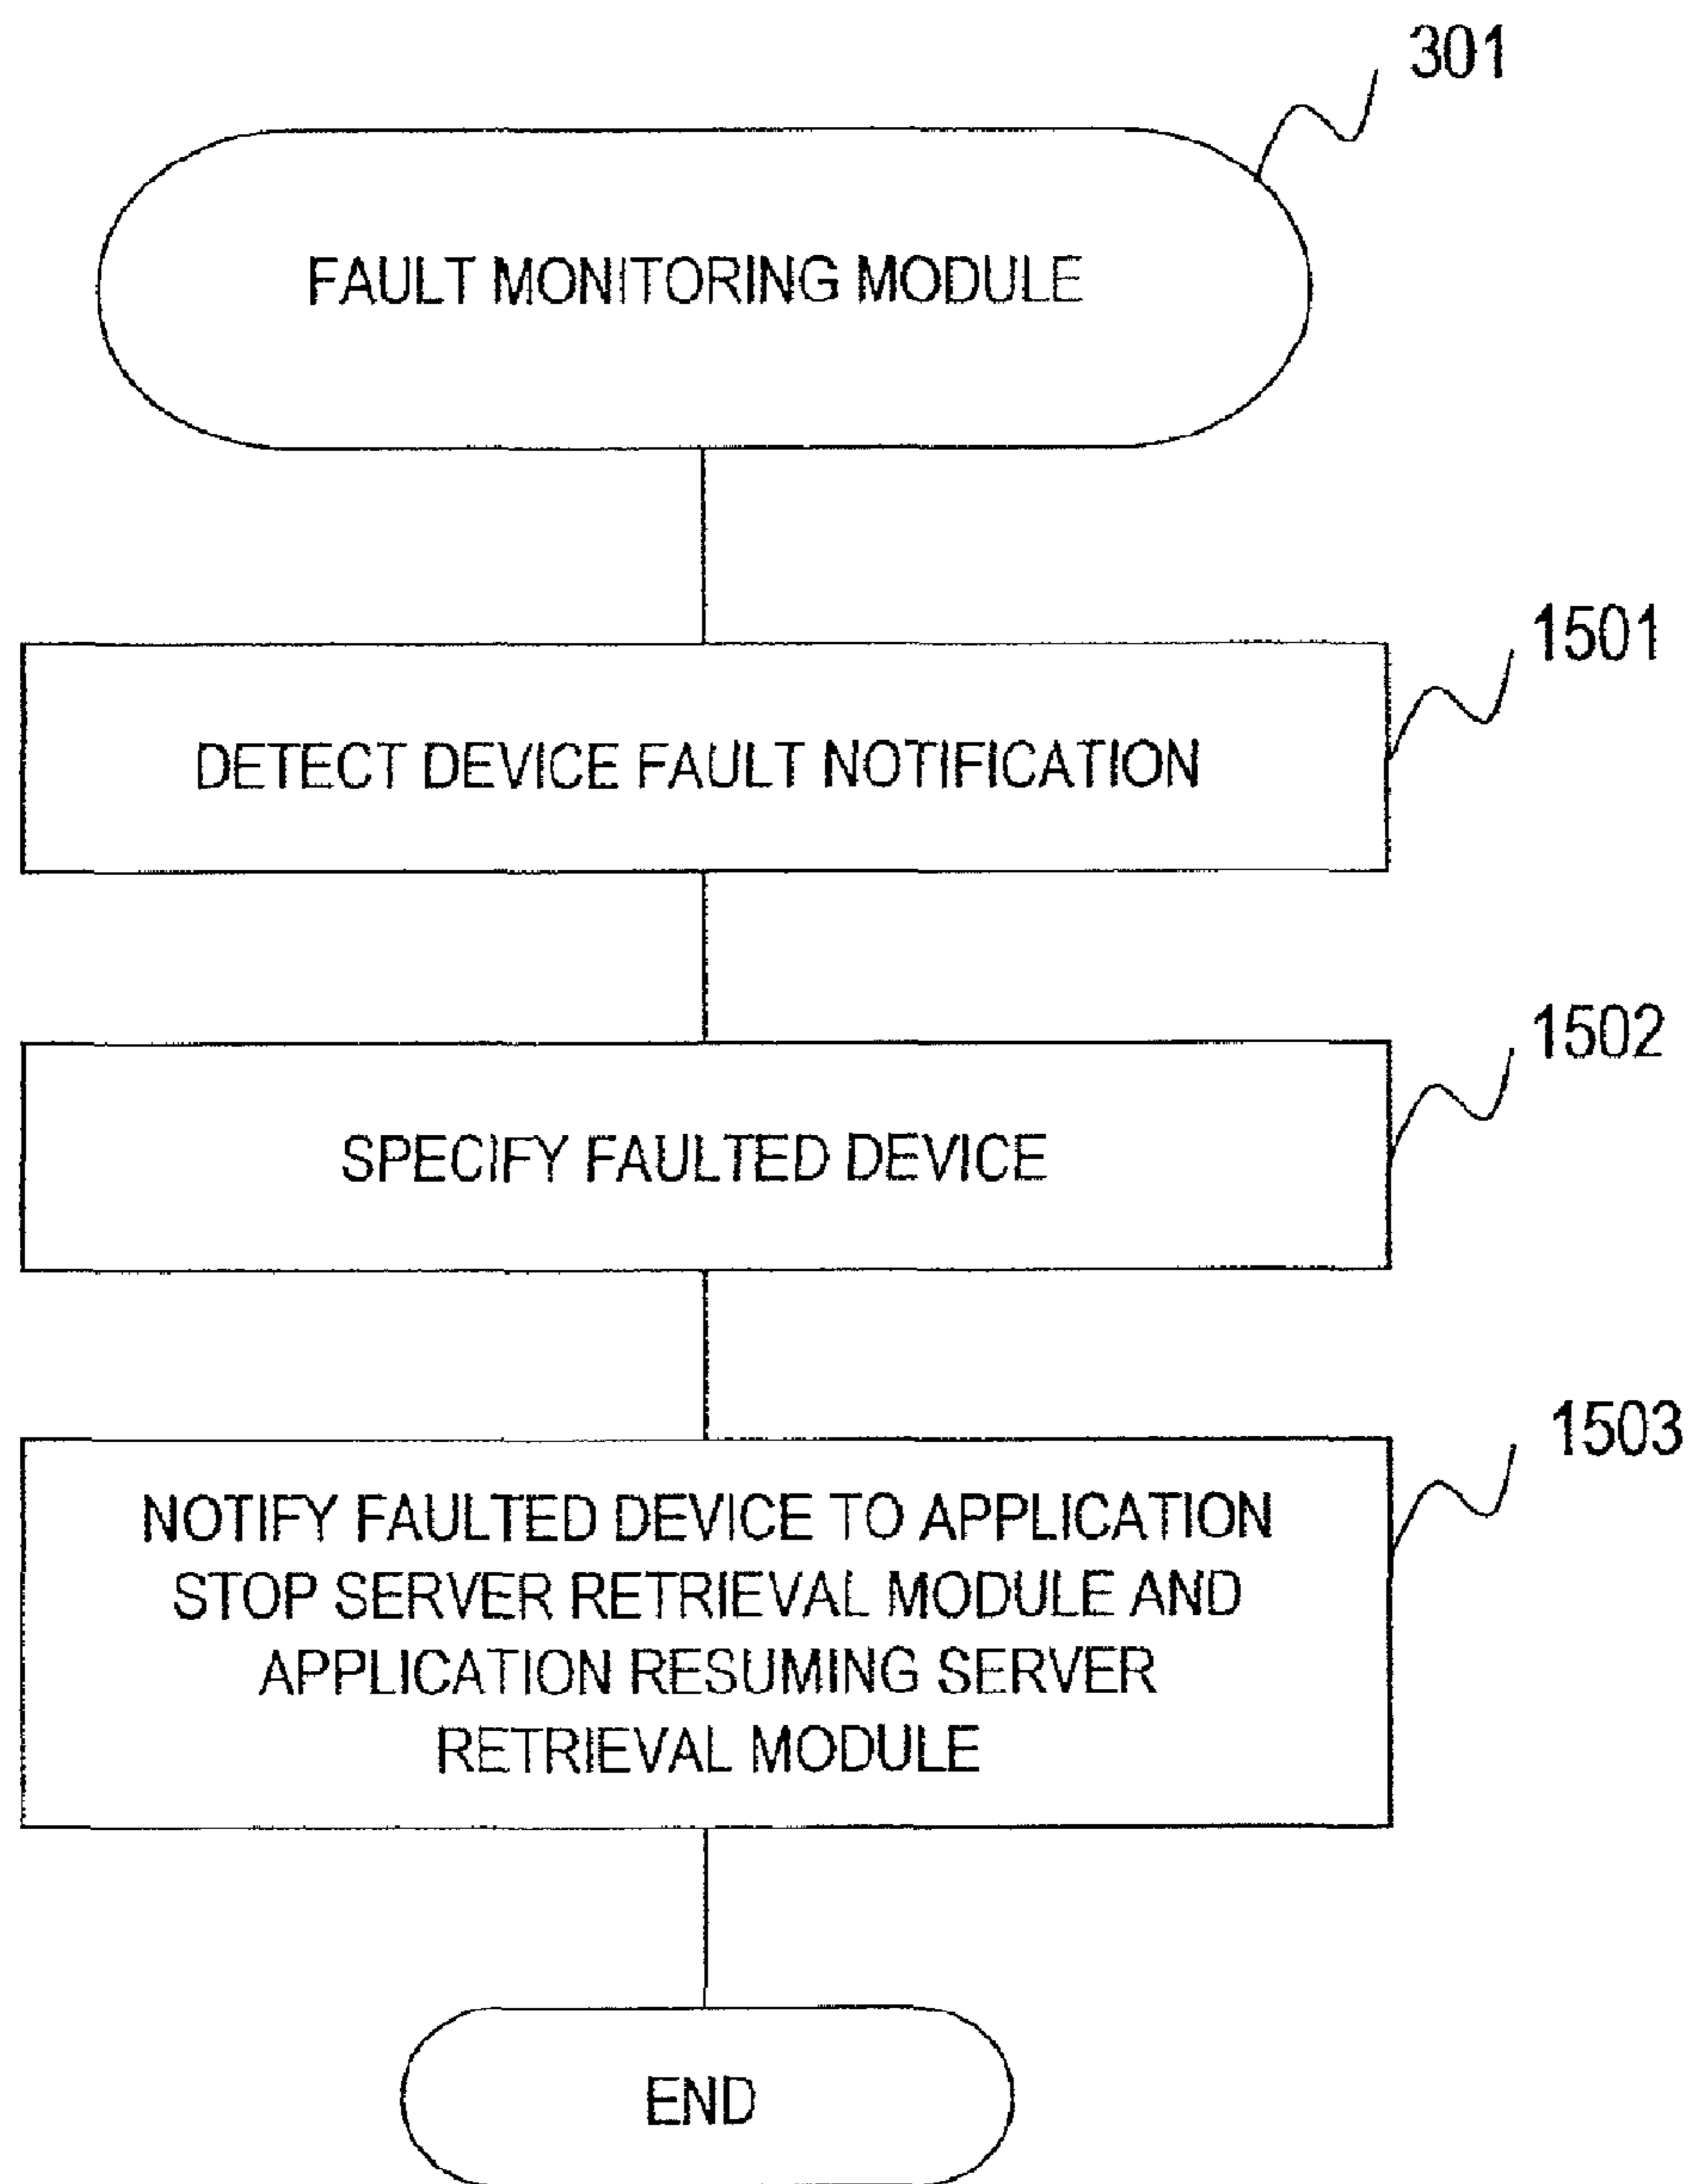 301
FAULT MONITORING MODULE
1501
DETECT DEVICE FAULT NOTIFICATION
1502
SPECIFY FAULTED DEVICE
1503
NOTIFY FAULTED DEVICE TO APPLICATION
STOP SERVER RETRIEVAL MODULE AND
APPLICATION RESUMING SERVER
RETRIEVAL MODULE
END